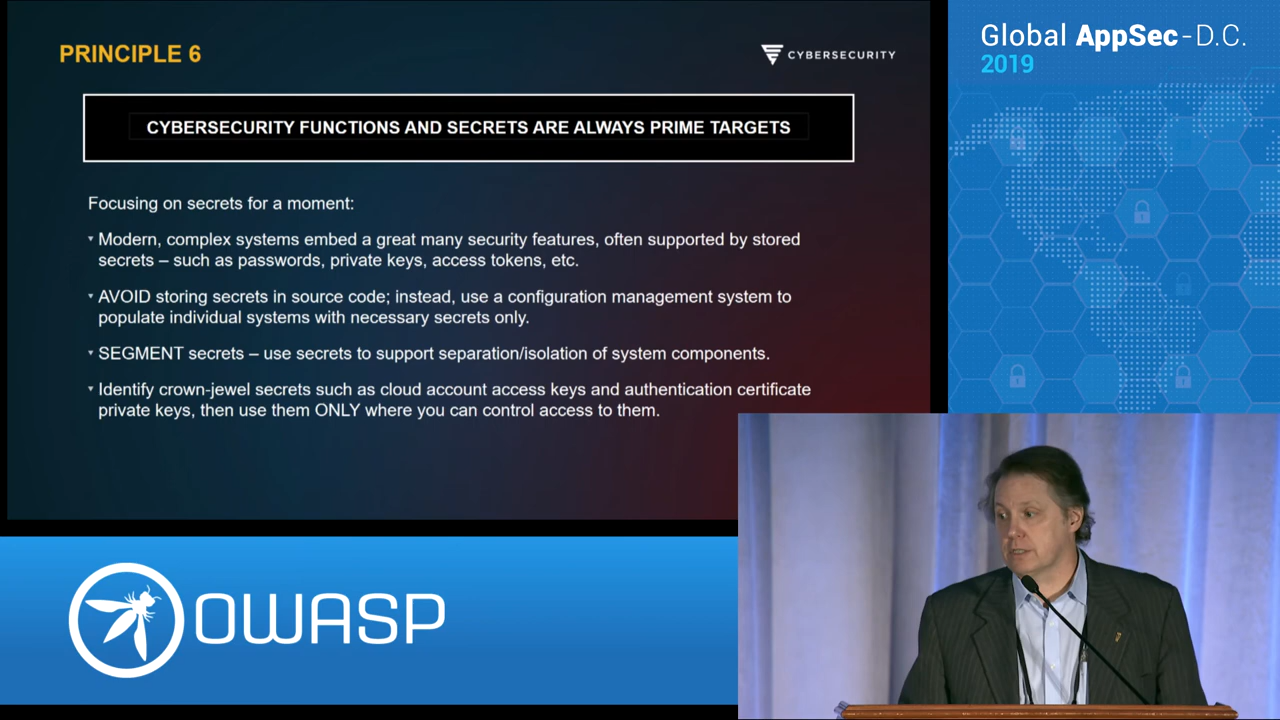 PRINCIPLE 6
CYBERSECURITY
CYBERSECURITY FUNCTIONS AND SECRETS ARE ALWAYS PRIME TARGETS
Focusing on secrets for a moment:
Modern, complex systems embed a great many security features, often supported by stored
secrets – such as passwords, private keys, access tokens, etc.
AVOID storing secrets in source code; instead, use a configuration management system to
populate individual systems with necessary secrets only.
SEGMENT secrets – use secrets to support separation/isolation of system components.
Identify crown-jewel secrets such as cloud account access keys and authentication certificate
private keys, then use them ONLY where you can control access to them.
Global AppSec - D.C.
2019
OWASP